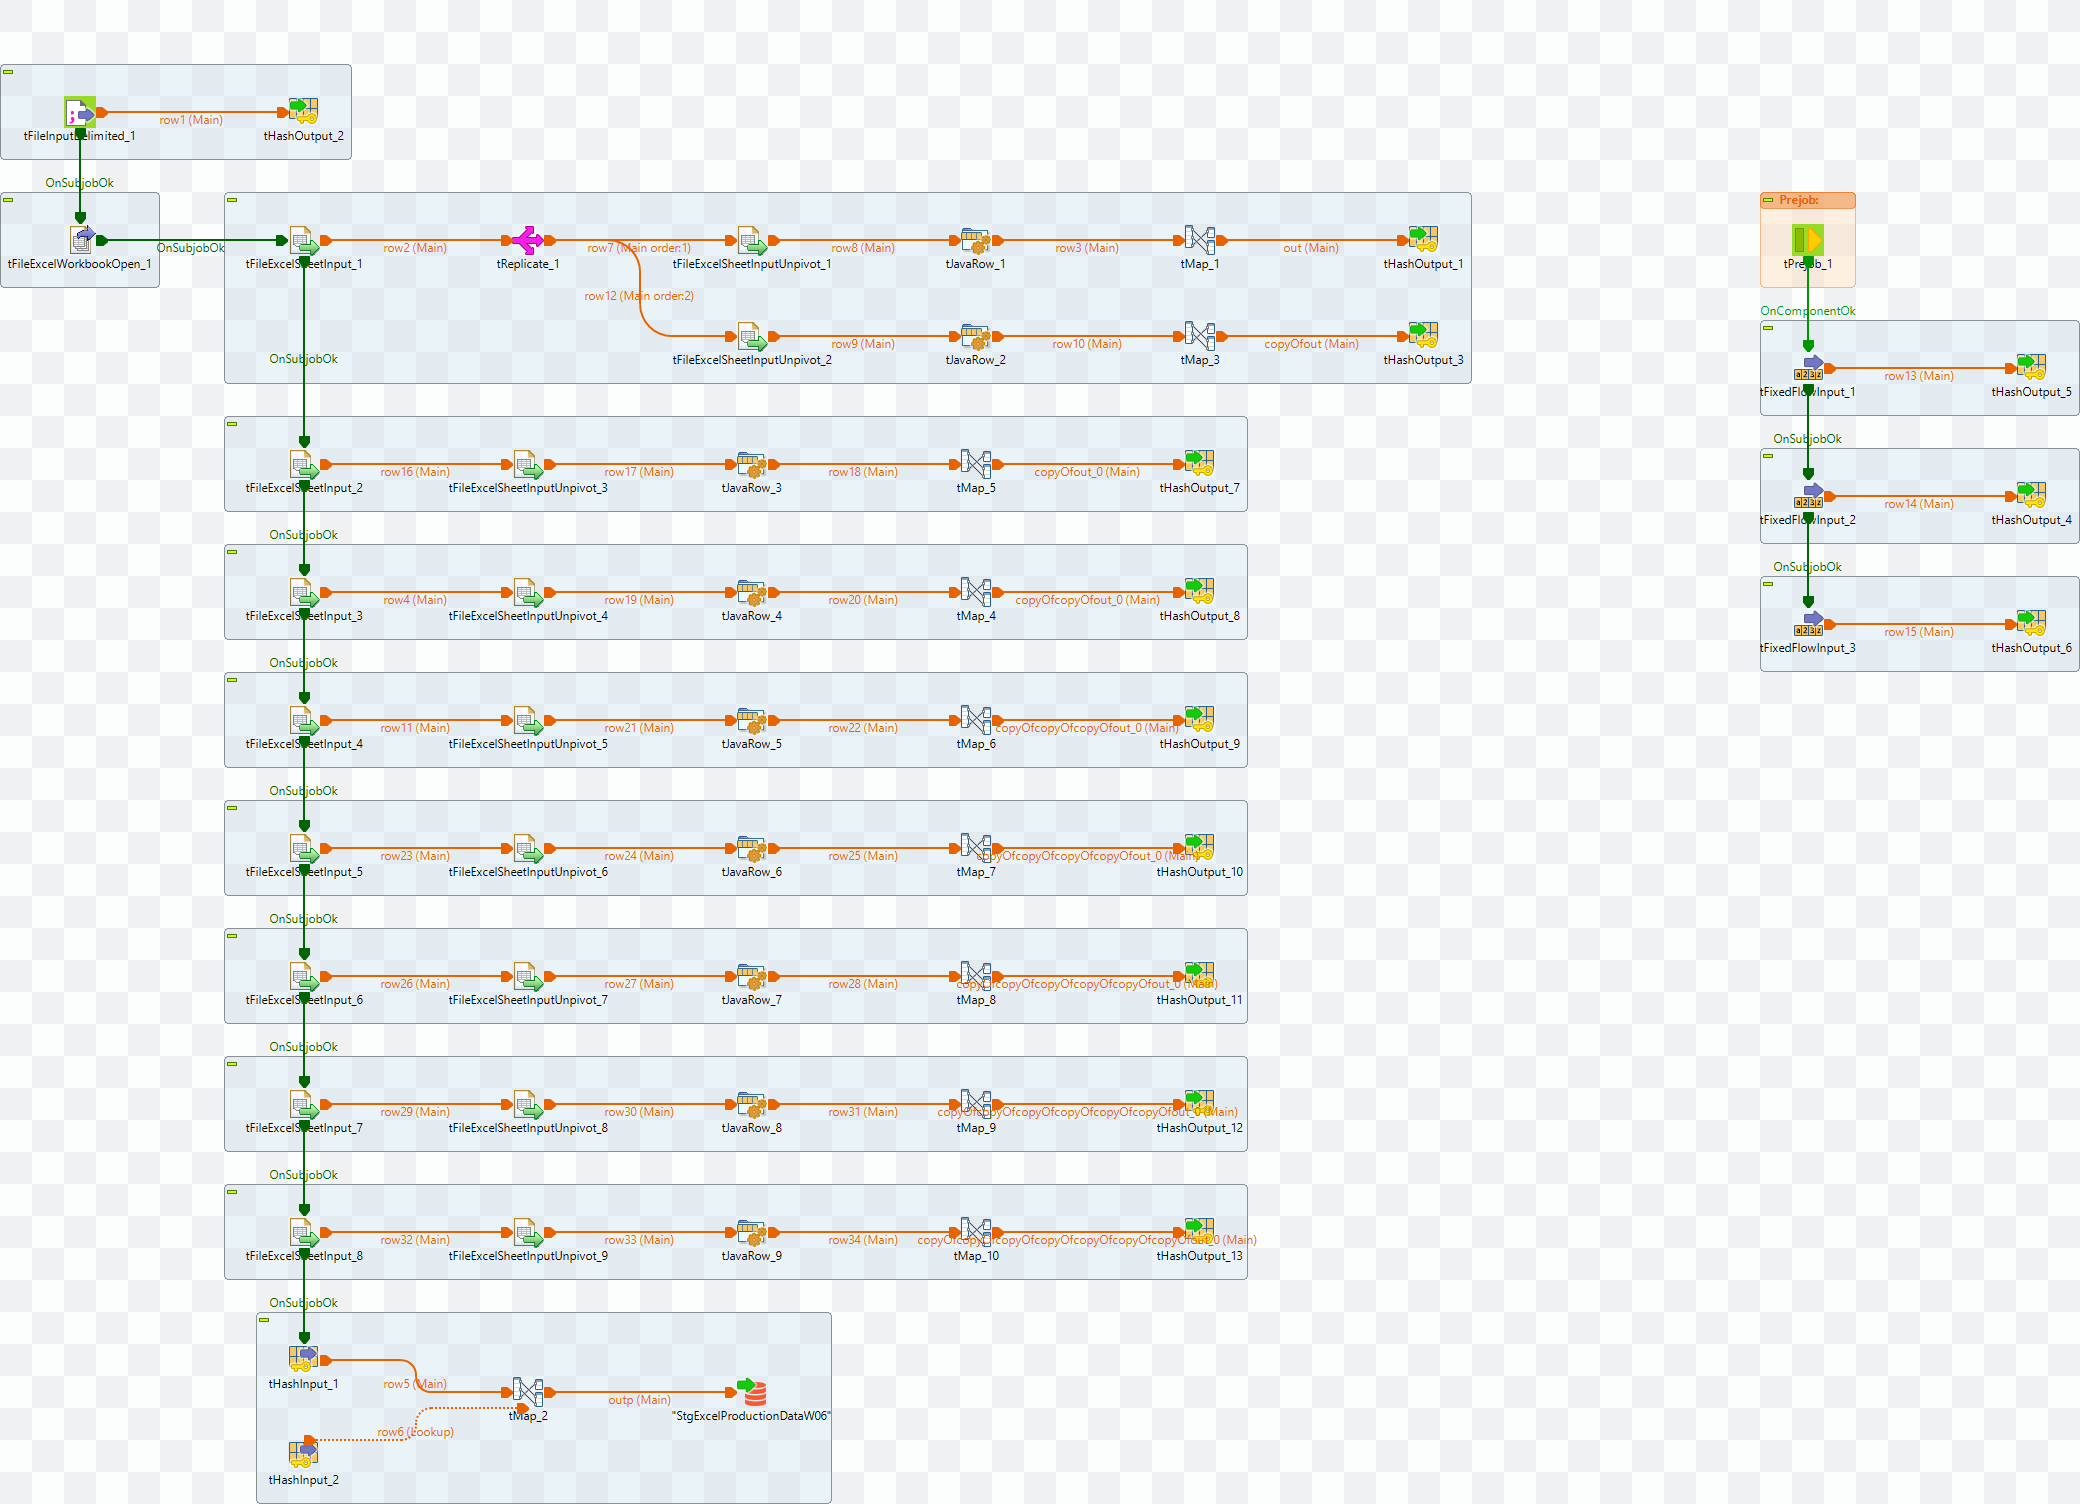 tFileInputDelimited_1
row1 (Main)
tHashOutput_2
OnSubjobOk
tFileExcelWorkbookOpen_1
OnSubjobOk
tFileExcelSheetInput_1
row2 (Main)
tReplicate_1
row7 (Main order:1)
tFileExcelSheetInputUnpivot_1
row8 (Main)
tJavaRow_1
row3 (Main)
tMap_1
out (Main)
tHashOutput_1
row12 (Main order:2)
tFileExcelSheetInputUnpivot_2
row9 (Main)
tJavaRow_2
row10 (Main)
tMap_3
copyOfout (Main)
tHashOutput_3
OnSubjobOk
tFileExcelSheetInput_2
row16 (Main)
tFileExcelSheetInputUnpivot_3
row17 (Main)
tJavaRow_3
row18 (Main)
tMap_5
copyOfout_0 (Main)
tHashOutput_7
OnSubjobOk
tFileExcelSheetInput_3
row4 (Main)
tFileExcelSheetInputUnpivot_4
row19 (Main)
tJavaRow_4
row20 (Main)
tMap_4
copyOfcopyOfout_0 (Main)
tHashOutput_8
OnSubjobOk
tFileExcelSheetInput_4
row11 (Main)
tFileExcelSheetInputUnpivot_5
row21 (Main)
tJavaRow_5
row22 (Main)
tMap_6
copyOfcopyOfcopyOfout_0 (Main)
tHashOutput_9
OnSubjobOk
tFileExcelSheetInput_5
row23 (Main)
tFileExcelSheetInputUnpivot_6
row24 (Main)
tJavaRow_6
row25 (Main)
tMap_7
copyOfcopyOfcopyOfcopyOfout_0 (Main)
tHashOutput_10
OnSubjobOk
tFileExcelSheetInput_6
row26 (Main)
tFileExcelSheetInputUnpivot_7
row27 (Main)
tJavaRow_7
row28 (Main)
tMap_8
copyOfcopyOfcopyOfcopyOfcopyOfout_0 (Main)
tHashOutput_11
OnSubjobOk
tFileExcelSheetInput_7
row29 (Main)
tFileExcelSheetInputUnpivot_8
row30 (Main)
tJavaRow_8
row31 (Main)
tMap_9
copyOfcopyOfcopyOfcopyOfcopyOfcopyOfout_0 (Main)
tHashOutput_12
OnSubjobOk
tFileExcelSheetInput_8
row32 (Main)
tFileExcelSheetInputUnpivot_9
row33 (Main)
tJavaRow_9
row34 (Main)
tMap_10
copyOfcopyOfcopyOfcopyOfcopyOfcopyOfcopyOfout_0 (Main)
tHashOutput_13
OnSubjobOk
tHashInput_1
row5 (Main)
tMap_2
outp (Main)
"StgExcelProductionDataW06"
row6 (Lookup)
tHashInput_2
Prejob:
tPrejob_1
OnComponentOk
tFixedFlowInput_1
row13 (Main)
tHashOutput_5
OnSubjobOk
tFixedFlowInput_2
row14 (Main)
tHashOutput_4
OnSubjobOk
tFixedFlowInput_3
row15 (Main)
tHashOutput_6